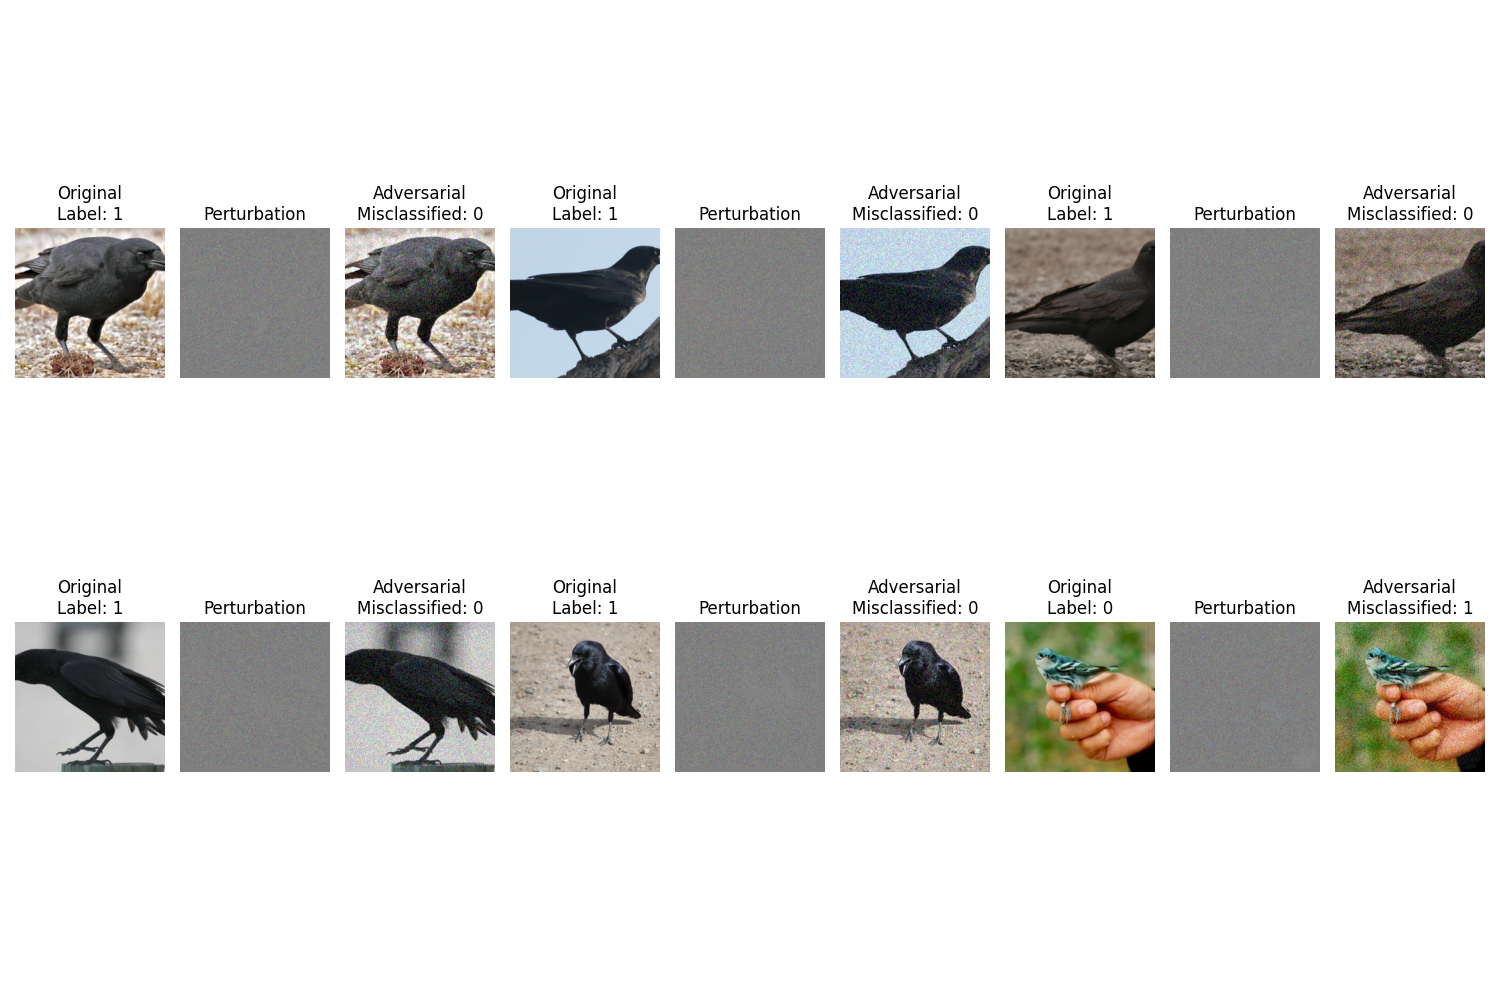 Original
Label: 1
Perturbation
Adversarial
Misclassified: 0
Original
Label: 1
Perturbation
Adversarial
Misclassified: 0
Original
Label: 1
Perturbation
Adversarial
Misclassified: 0
Original
Label: 1
Perturbation
Adversarial
Misclassified: 0
Original
Label: 1
Perturbation
Adversarial
Misclassified: 0
Original
Label: 0
Perturbation
Adversarial
Misclassified: 1